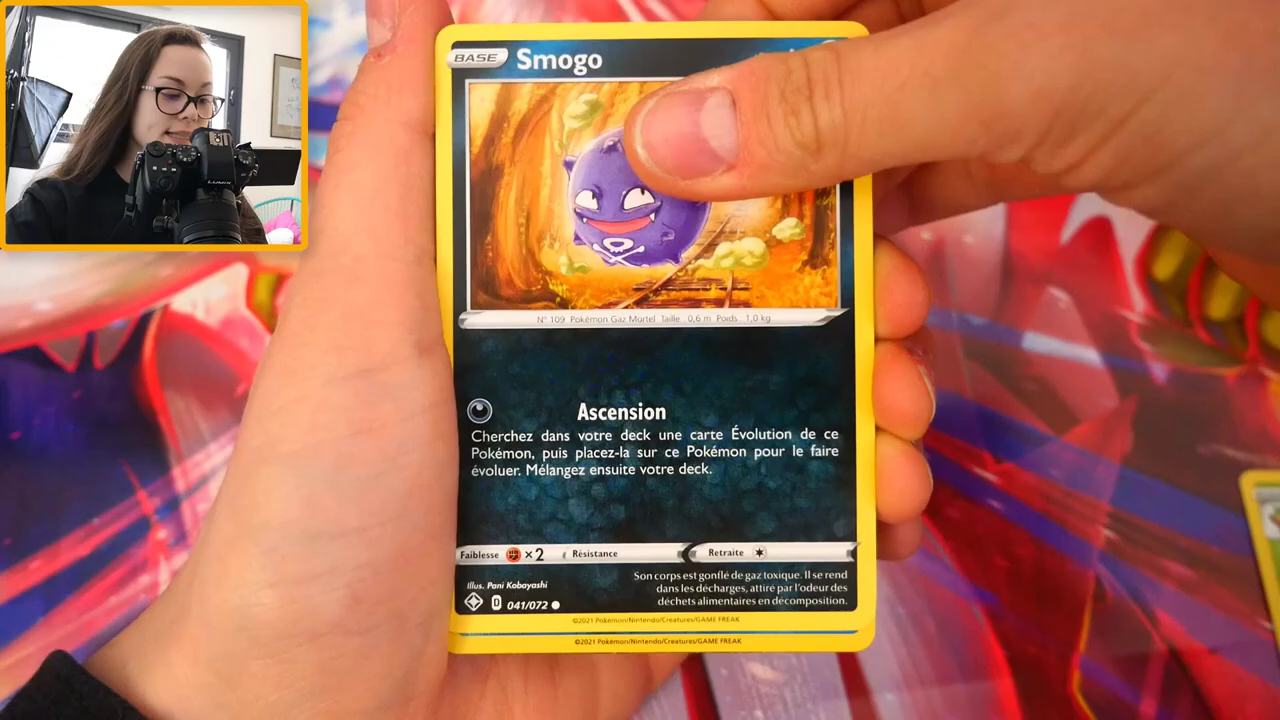 BASE Smogo
N° 109 Pokémon Gaz Mortel Taille : 0,6 m Poids : 1,0 kg
Ascension
Cherchez dans votre deck une carte Évolution de ce
Pokémon, puis placez-la sur ce Pokémon pour le faire
évoluer. Mélangez ensuite votre deck.
Faiblesse ×2 Résistance Retraite
Illus. Pani Kobayashi
D 041/072
Son corps est gonflé de gaz toxique. Il se rend
dans les décharges, attiré par l'odeur des
déchets alimentaires en décomposition.
©2021 Pokémon/Nintendo/Creatures/GAME FREAK
©2021 Pokémon/Nintendo/Creatures/GAME FREAK
LUMIX